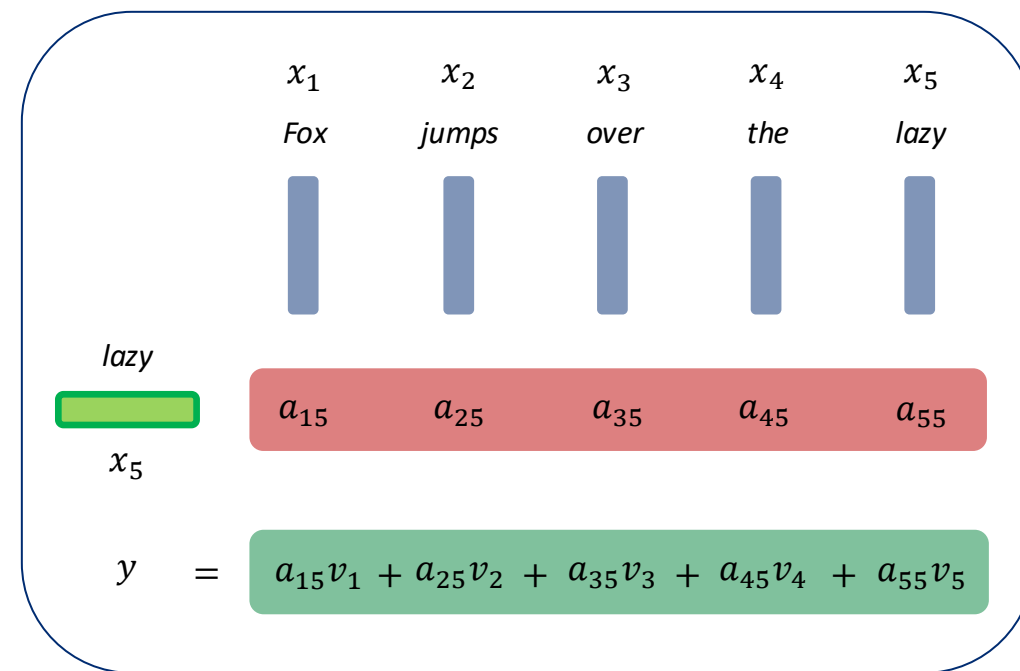 x₁ x₂ x₃ x₄ x₅
Fox jumps over the lazy
lazy
a₁₅ a₂₅ a₃₅ a₄₅ a₅₅
x₅
y = a₁₅v₁ + a₂₅v₂ + a₃₅v₃ + a₄₅v₄ + a₅₅v₅